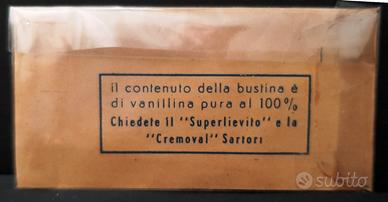 il contenuto della bustina è
di vanillina pura al 100%
Chiedete il "Superlievito" e la
"Cremoval" Sartori
subito